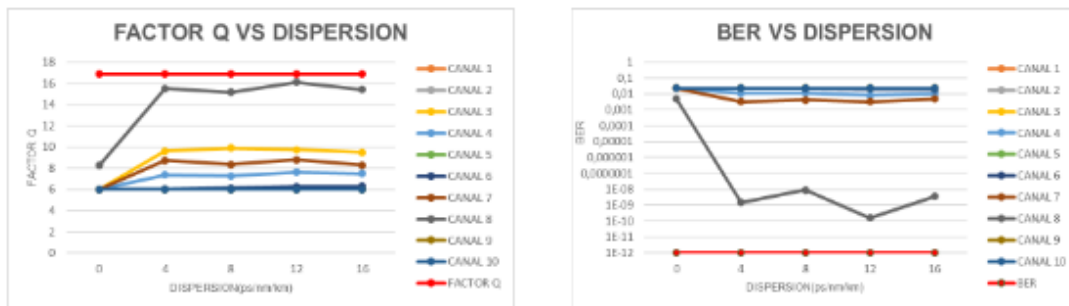 FACTOR Q VS DISPERSION
18
16
14
12
10
8
6
4
2
0
FACTOR Q
0
4
8
12
16
DISPERSION(ps/nm/km)
CANAL 1
CANAL 2
CANAL 3
CANAL 4
CANAL 5
CANAL 6
CANAL 7
CANAL 8
CANAL 9
CANAL 10
FACTOR Q
BER VS DISPERSION
1
0,1
0,01
0,001
0,0001
0,00001
0,000001
0,0000001
1E-08
1E-09
1E-10
1E-11
1E-12
BER
0
4
8
12
16
DISPERSION(ps/nm/km)
CANAL 1
CANAL 2
CANAL 3
CANAL 4
CANAL 5
CANAL 6
CANAL 7
CANAL 8
CANAL 9
CANAL 10
BER